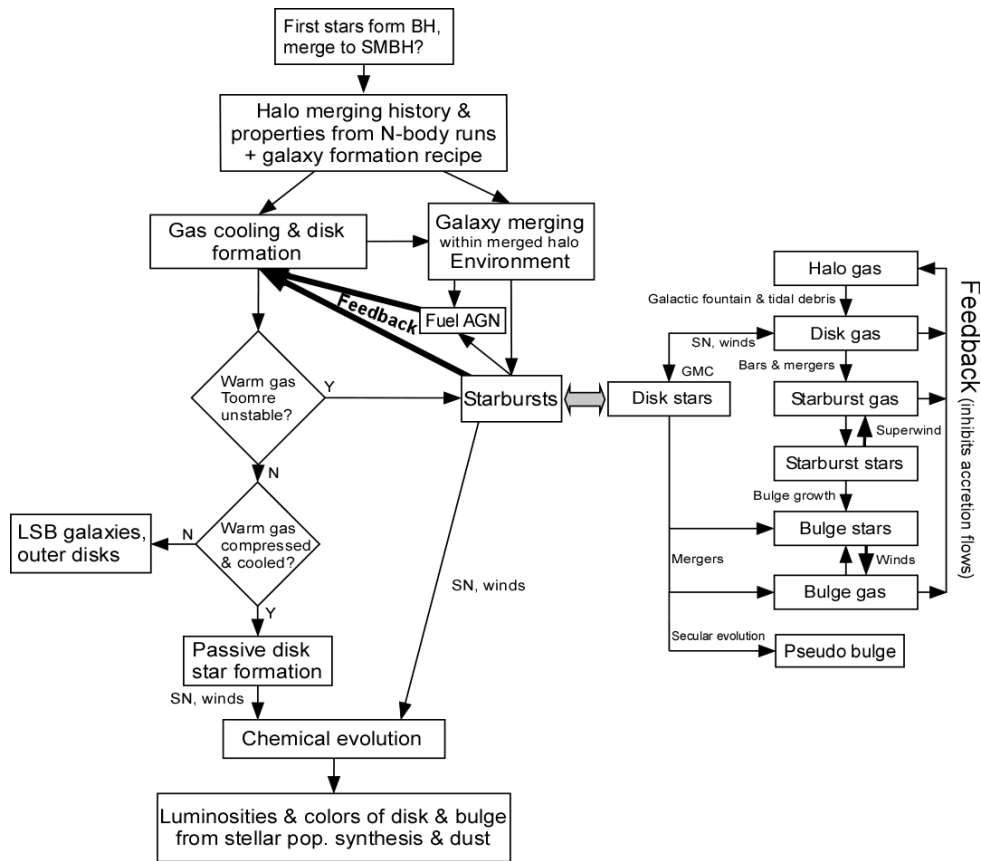 First stars form BH,
merge to SMBH?
Halo merging history &
properties from N-body runs
+ galaxy formation recipe
Gas cooling & disk
formation
Galaxy merging
within merged halo
Environment
Feedback
Fuel AGN
Warm gas
Toomre
unstable?
Y
Starbursts
Disk stars
N
Warm gas
compressed
& cooled?
N
LSB galaxies,
outer disks
Y
Passive disk
star formation
SN, winds
SN, winds
Chemical evolution
Luminosities & colors of disk & bulge
from stellar pop. synthesis & dust
Halo gas
Galactic fountain & tidal debris
Disk gas
SN, winds
GMC
Bars & mergers
Starburst gas
Superwind
Starburst stars
Bulge growth
Bulge stars
Mergers
Winds
Bulge gas
Secular evolution
Pseudo bulge
Feedback (inhibits accretion flows)